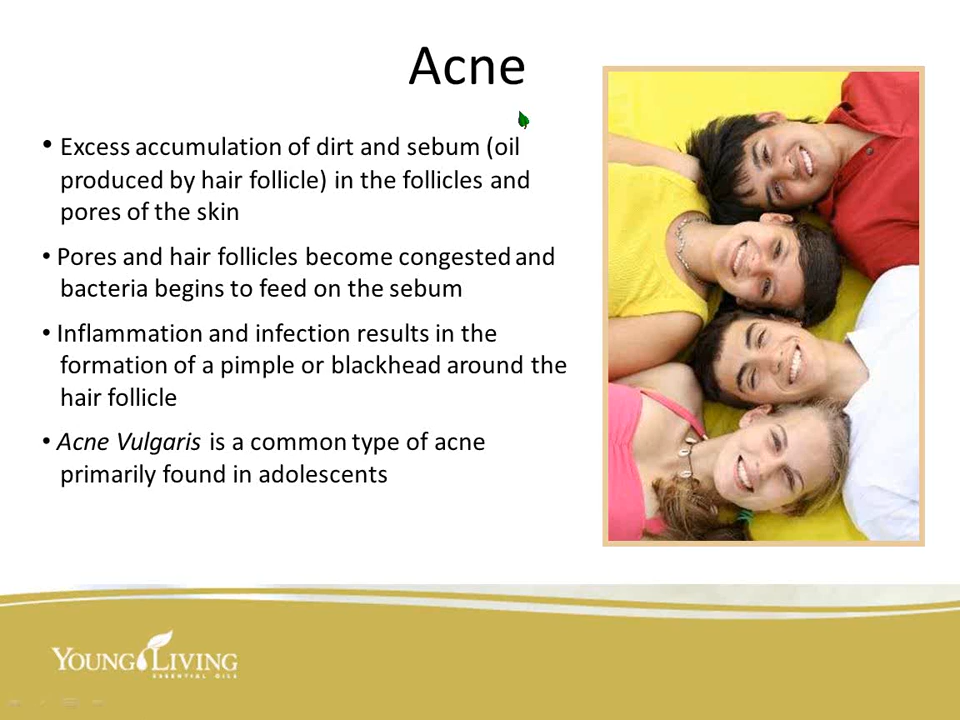 Acne
• Excess accumulation of dirt and sebum (oil
produced by hair follicle) in the follicles and
pores of the skin
• Pores and hair follicles become congested and
bacteria begins to feed on the sebum
• Inflammation and infection results in the
formation of a pimple or blackhead around the
hair follicle
• Acne Vulgaris is a common type of acne
primarily found in adolescents
YOUNG LIVING
ESSENTIAL OILS